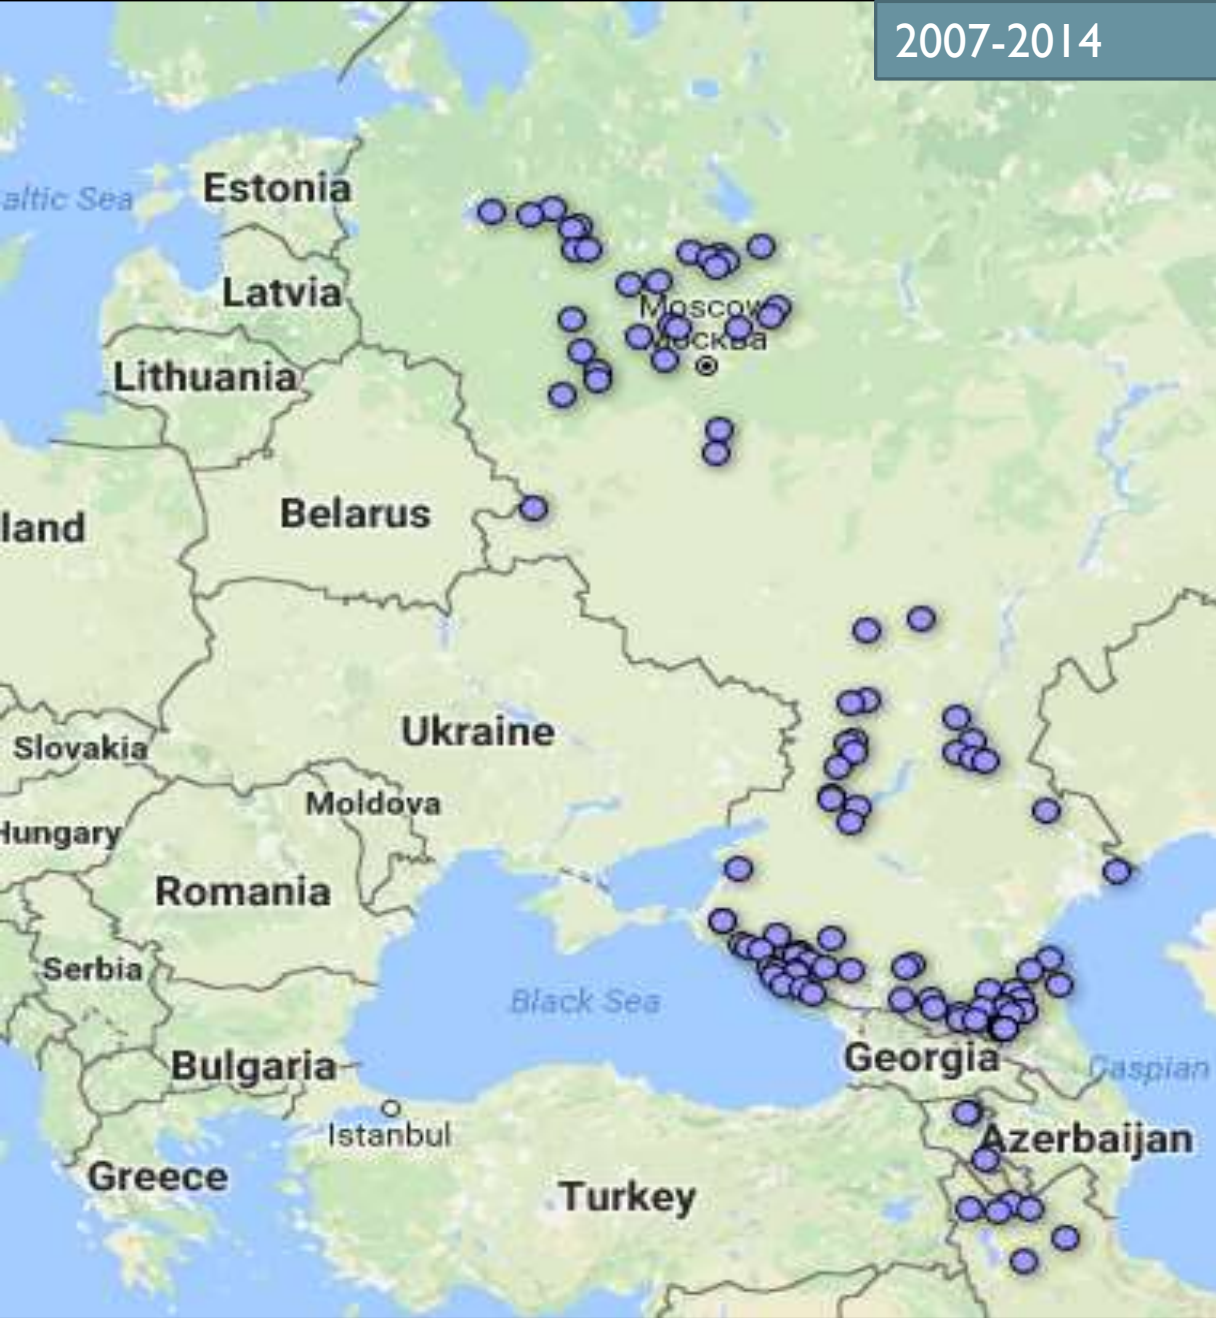 2007-2014
Estonia
altic Sea
Latvia
Moscow
Москва
Lithuania
Belarus
land
Ukraine
Slovakia
Moldova
Hungary
Romania
Serbia
Black Sea
Georgia
Caspian
Bulgaria
Istanbul
Azerbaijan
Greece
Turkey